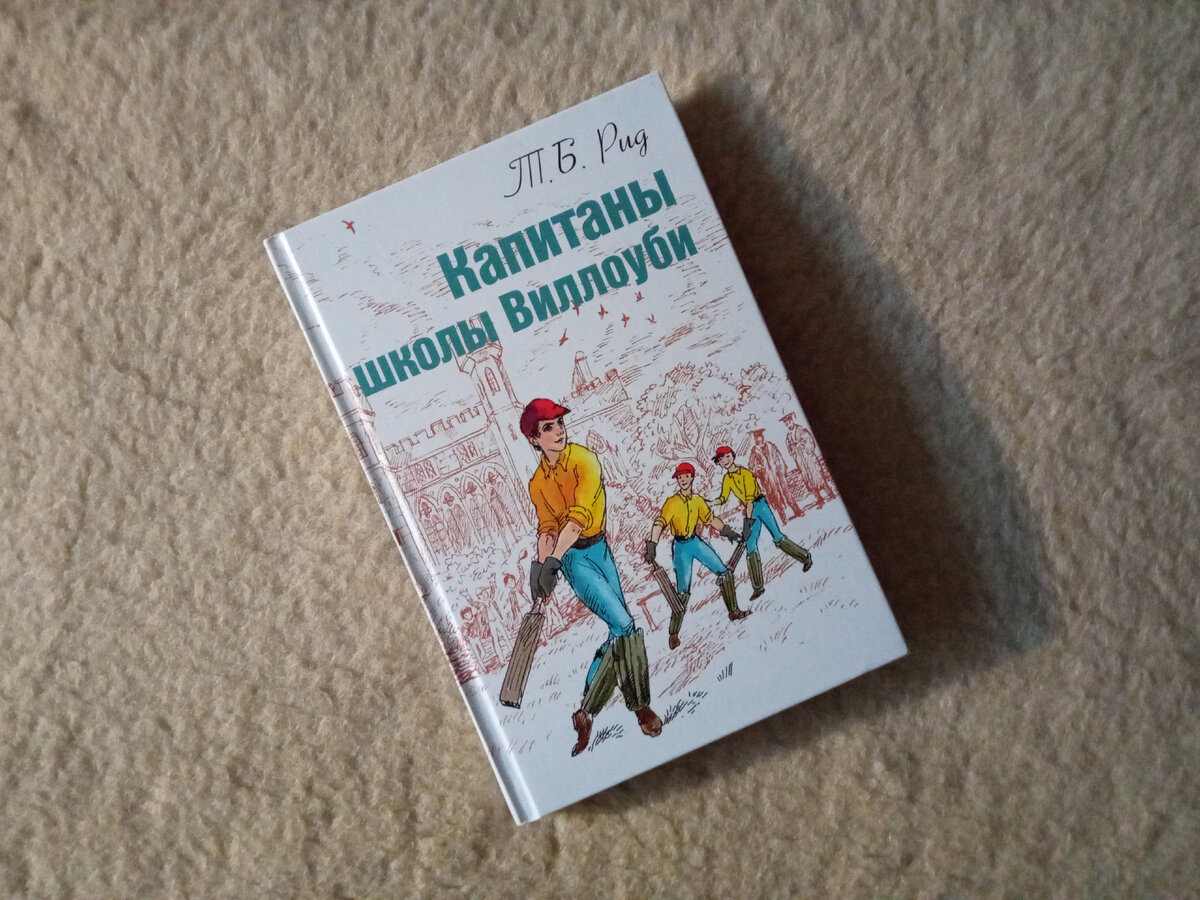 Т.Б. Рид
Капитаны
школы Виллоуби